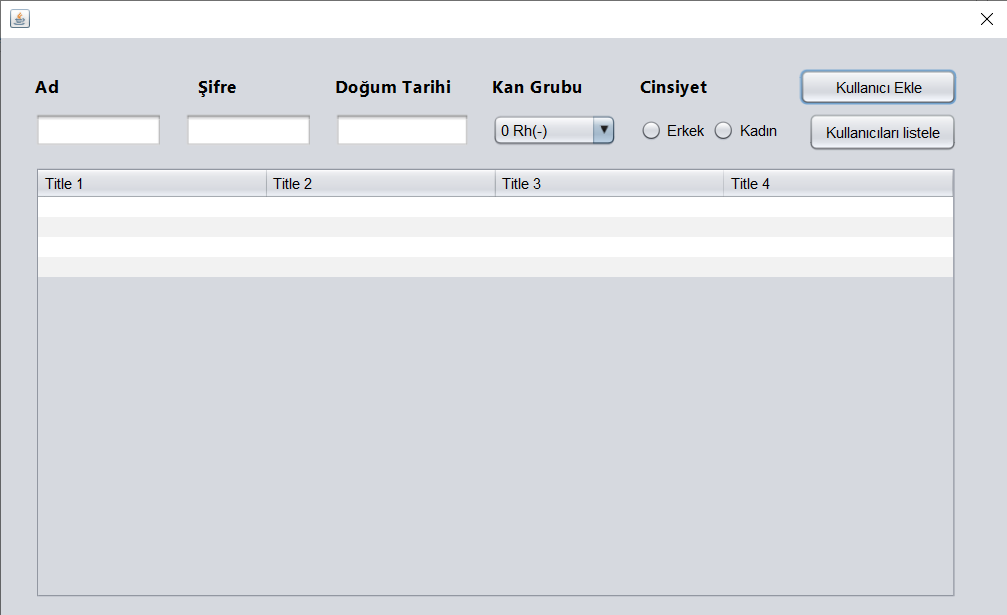 Ad Şifre Doğum Tarihi Kan Grubu Cinsiyet Kullanıcı Ekle
0 Rh(-) Erkek Kadın Kullanıcıları listele
Title 1 Title 2 Title 3 Title 4